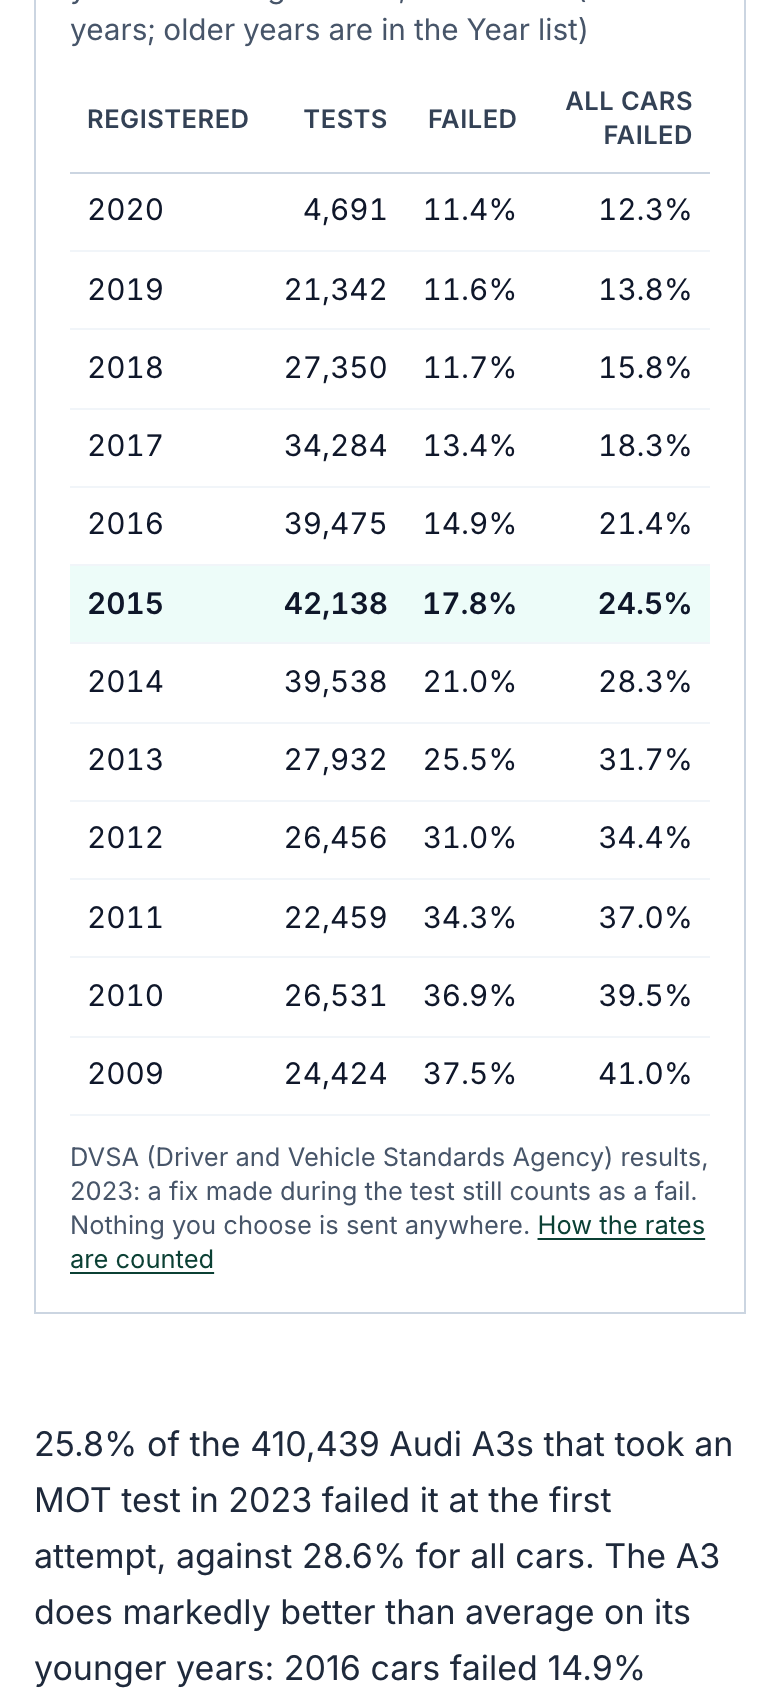 years; older years are in the Year list)
REGISTERED TESTS FAILED ALL CARS FAILED
2020 4,691 11.4% 12.3%
2019 21,342 11.6% 13.8%
2018 27,350 11.7% 15.8%
2017 34,284 13.4% 18.3%
2016 39,475 14.9% 21.4%
2015 42,138 17.8% 24.5%
2014 39,538 21.0% 28.3%
2013 27,932 25.5% 31.7%
2012 26,456 31.0% 34.4%
2011 22,459 34.3% 37.0%
2010 26,531 36.9% 39.5%
2009 24,424 37.5% 41.0%
DVSA (Driver and Vehicle Standards Agency) results,
2023: a fix made during the test still counts as a fail.
Nothing you choose is sent anywhere. How the rates
are counted
25.8% of the 410,439 Audi A3s that took an
MOT test in 2023 failed it at the first
attempt, against 28.6% for all cars. The A3
does markedly better than average on its
younger years: 2016 cars failed 14.9%